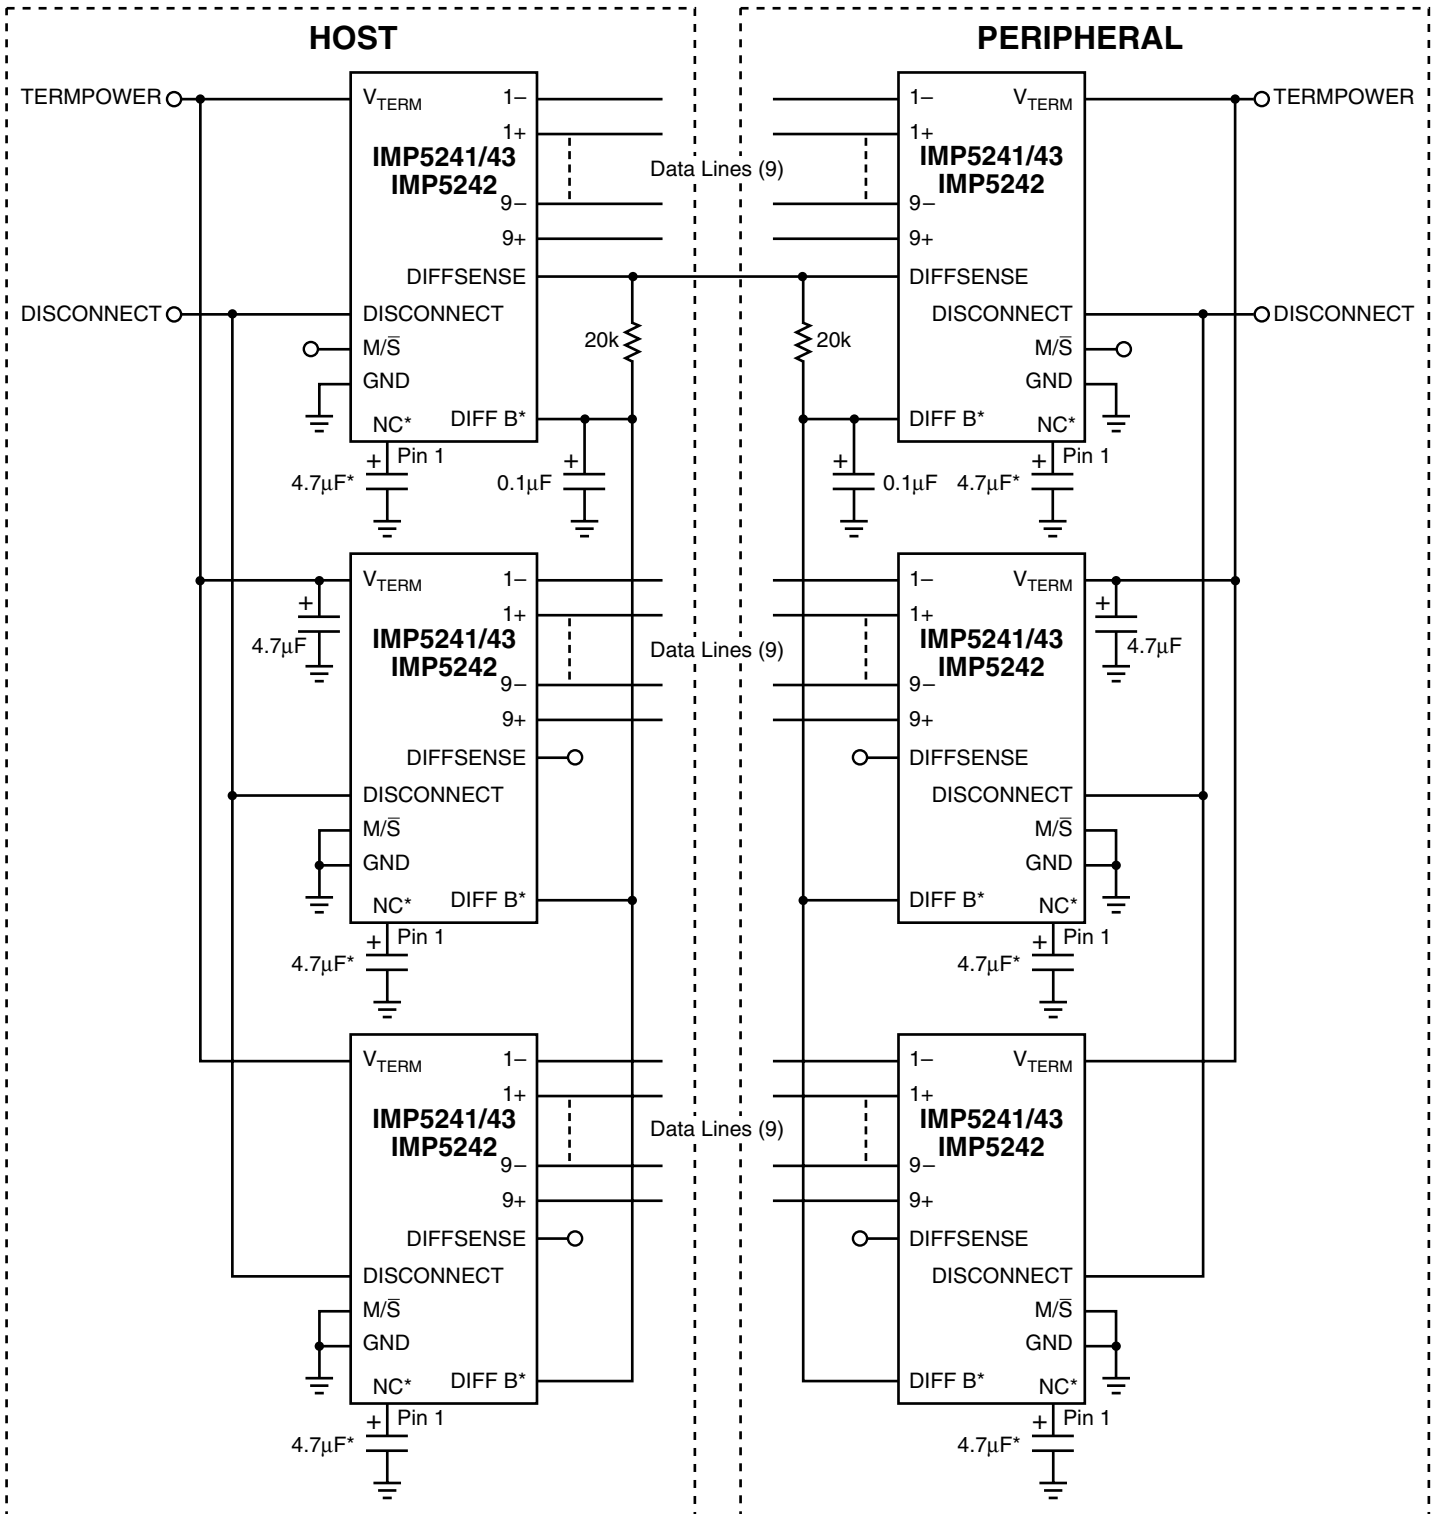 HOST
PERIPHERAL
TERMPOWER
VTERM
1–
1+
IMP5241/43
IMP5242
9–
9+
DIFFSENSE
DISCONNECT
DISCONNECT
M/S̅
GND
NC*
DIFF B*
Pin 1
4.7µF*
0.1µF
20k
Data Lines (9)
1–
VTERM
TERMPOWER
1+
IMP5241/43
IMP5242
9–
9+
DIFFSENSE
DISCONNECT
DISCONNECT
20k
M/S̅
GND
DIFF B*
NC*
Pin 1
0.1µF
4.7µF*
VTERM
1–
1+
4.7µF
IMP5241/43
IMP5242
9–
9+
DIFFSENSE
DISCONNECT
M/S̅
GND
NC*
DIFF B*
Pin 1
4.7µF*
Data Lines (9)
1–
VTERM
1+
IMP5241/43
IMP5242
4.7µF
9–
9+
DIFFSENSE
DISCONNECT
M/S̅
GND
DIFF B*
NC*
Pin 1
4.7µF*
VTERM
1–
1+
IMP5241/43
IMP5242
9–
9+
DIFFSENSE
DISCONNECT
M/S̅
GND
NC*
DIFF B*
Pin 1
4.7µF*
Data Lines (9)
1–
VTERM
1+
IMP5241/43
IMP5242
9–
9+
DIFFSENSE
DISCONNECT
M/S̅
GND
DIFF B*
NC*
Pin 1
4.7µF*